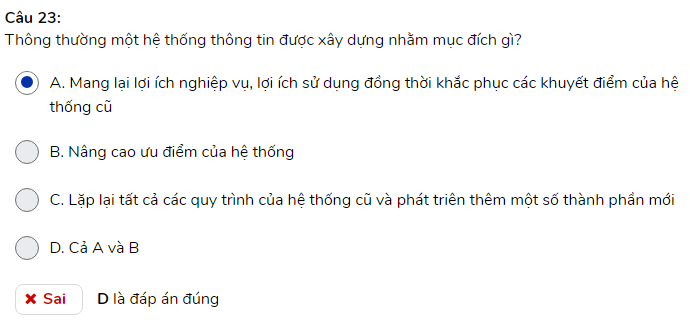 Câu 23:
Thông thường một hệ thống thông tin được xây dựng nhằm mục đích gì?
A. Mang lại lợi ích nghiệp vụ, lợi ích sử dụng đồng thời khắc phục các khuyết điểm của hệ
thống cũ
B. Nâng cao ưu điểm của hệ thống
C. Lặp lại tất cả các quy trình của hệ thống cũ và phát triên thêm một số thành phần mới
D. Cả A và B
Sai D là đáp án đúng